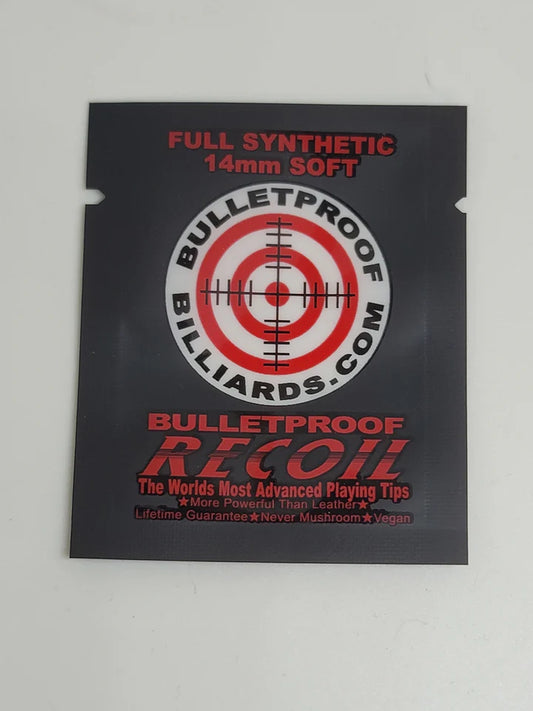 FULL SYNTHETIC
14mm SOFT
BULLETPROOF
BILLIARDS.COM
BULLETPROOF
RECOIL
The Worlds Most Advanced Playing Tips
★More Powerful Than Leather★
Lifetime Guarantee★Never Mushroom★Vegan